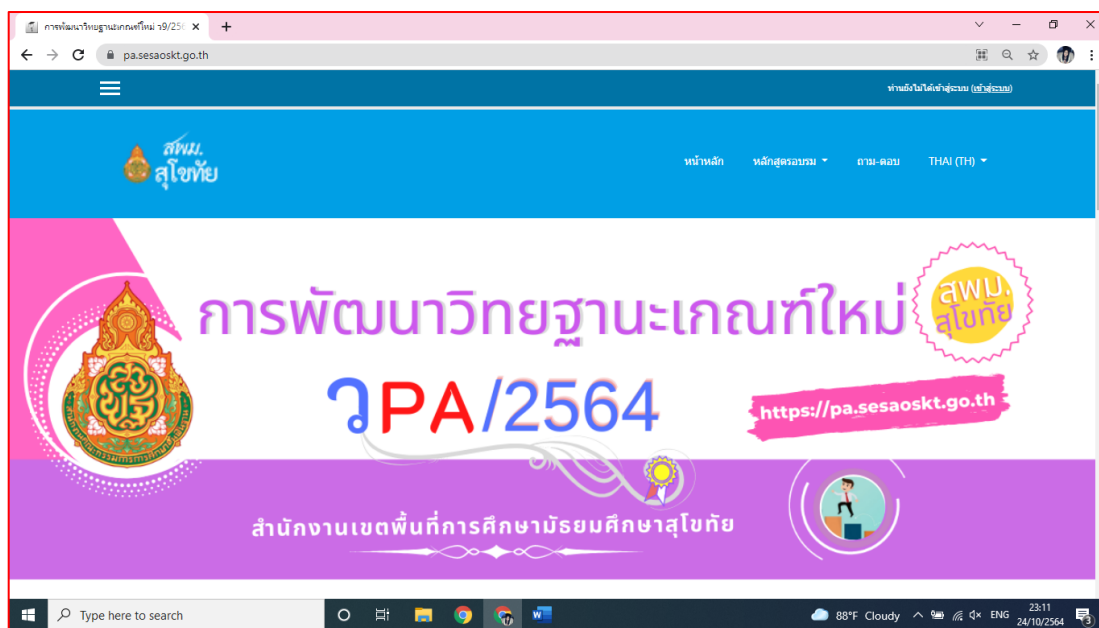 การพัฒนาวิทยฐานะเกณฑ์ใหม่ ว9/256
pa.sesaoskt.go.th
ท่านยังไม่ได้เข้าสู่ระบบ (เข้าสู่ระบบ)
สพม.
สุโขทัย
หน้าหลัก หลักสูตรอบรม ถาม-ตอบ THAI (TH)
การพัฒนาวิทยฐานะเกณฑ์ใหม่
สพม.
สุโขทัย
วPA/2564
https://pa.sesaoskt.go.th
สำนักงานเขตพื้นที่การศึกษามัธยมศึกษาสุโขทัย
Type here to search
88°F Cloudy
ENG
23:11
24/10/2564
3